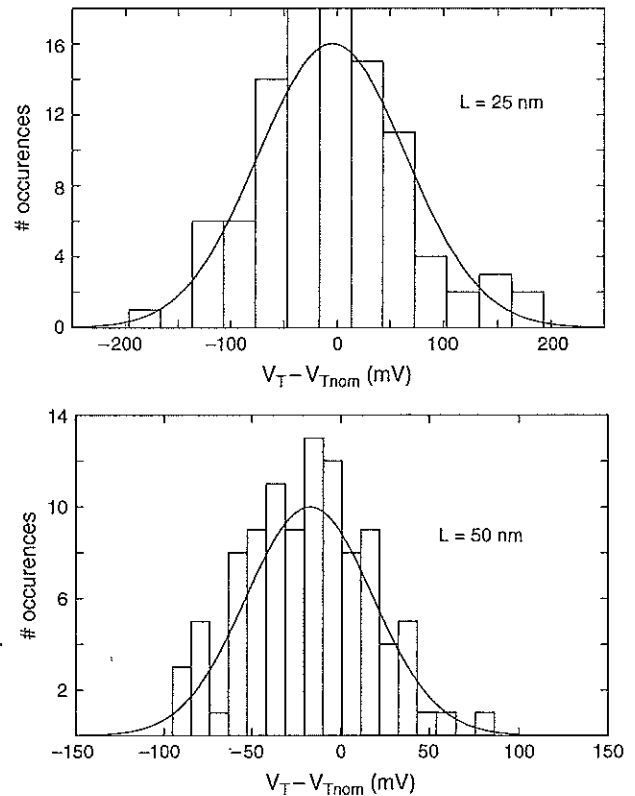 16
12
8
4
0
# occurences
L = 25 nm
−200 −100 0 100 200
V_T − V_Tnom (mV)
14
10
6
2
# occurences
L = 50 nm
−150 −100 −50 0 50 100 150
V_T − V_Tnom (mV)